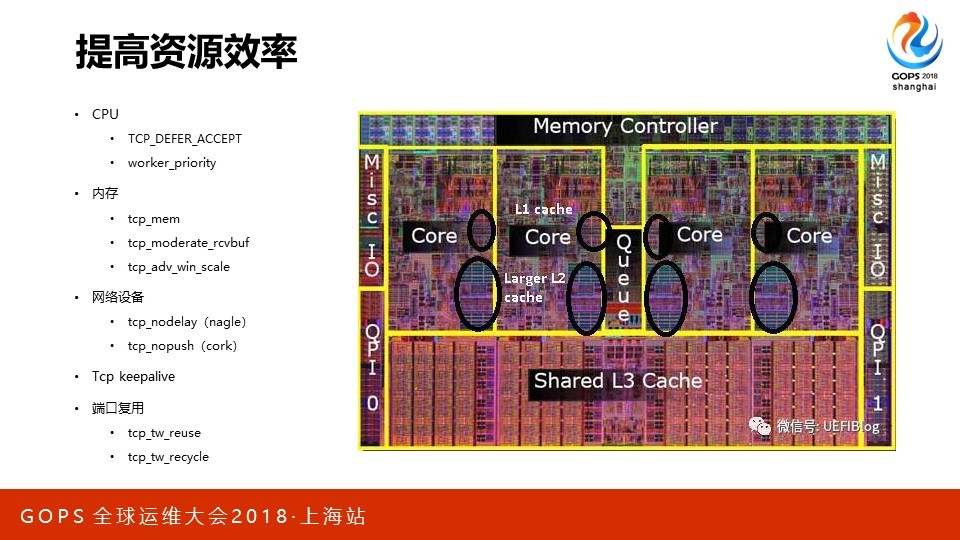 提高资源效率
GOPS 2018
shanghai
• CPU
• TCP_DEFER_ACCEPT
• worker_priority
• 内存
• tcp_mem
• tcp_moderate_rcvbuf
• tcp_adv_win_scale
• 网络设备
• tcp_nodelay（nagle）
• tcp_nopush（cork）
• Tcp keepalive
• 端口复用
• tcp_tw_reuse
• tcp_tw_recycle
Memory Controller
Misc IO
QPI 0
Core
L1 cache
Core
Larger L2
cache
Queue
Core
Core
Misc IO
QPI 1
Shared L3 Cache
微信号: UEFIBlog
GOPS 全球运维大会2018·上海站